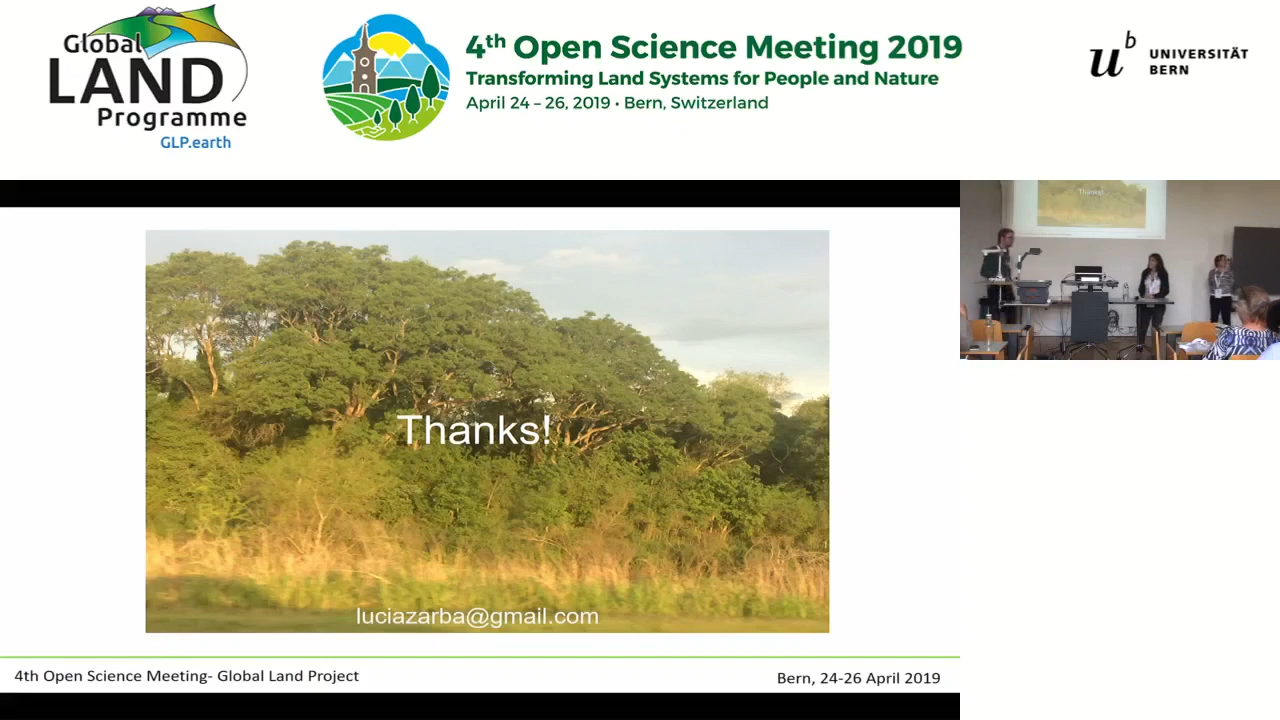 Global
LAND
Programme
GLP.earth
4th Open Science Meeting 2019
Transforming Land Systems for People and Nature
April 24 – 26, 2019 • Bern, Switzerland
u b
UNIVERSITÄT
BERN
Thanks!
luciazarba@gmail.com
4th Open Science Meeting- Global Land Project
Bern, 24-26 April 2019
Thanks!